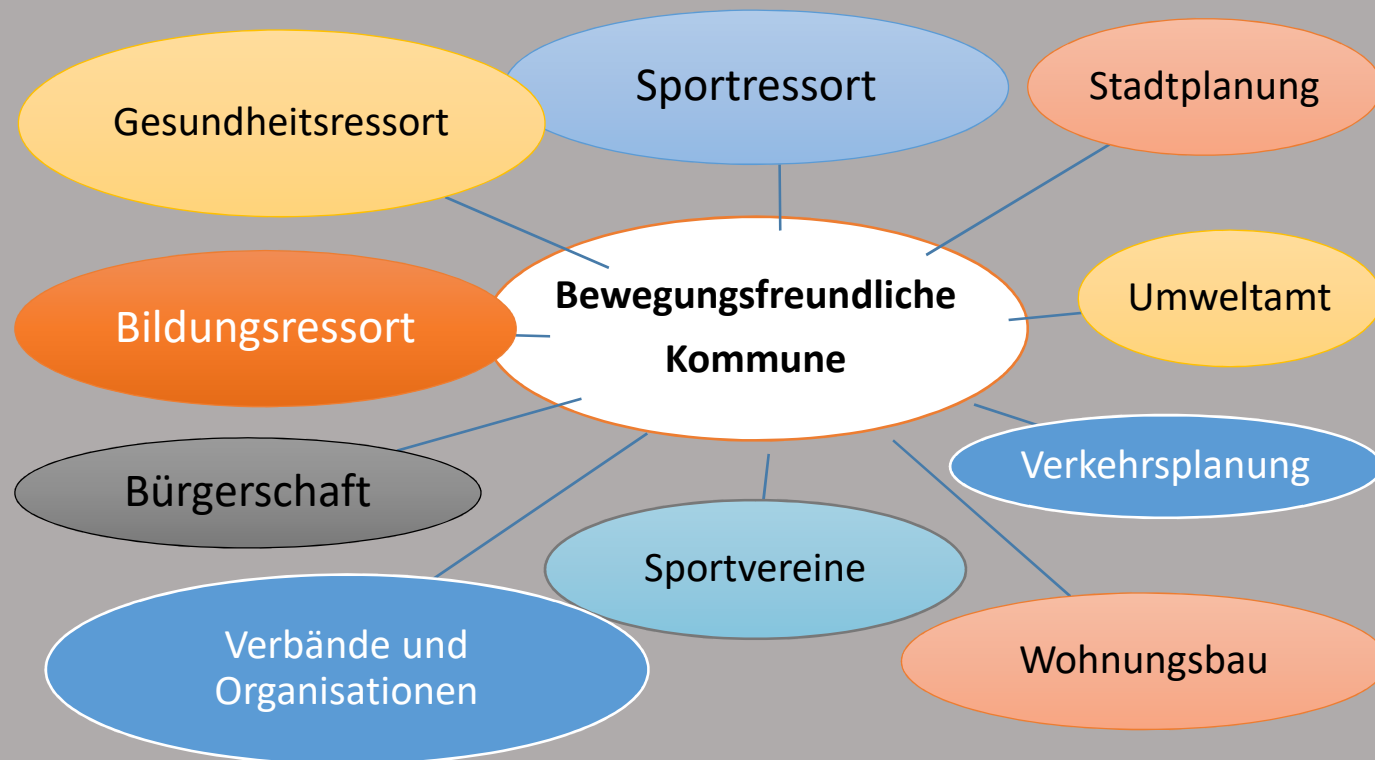 Gesundheitsressort
Sportressort
Stadtplanung
Bildungsressort
Bewegungsfreundliche
Kommune
Umweltamt
Bürgerschaft
Verkehrsplanung
Sportvereine
Verbände und
Organisationen
Wohnungsbau